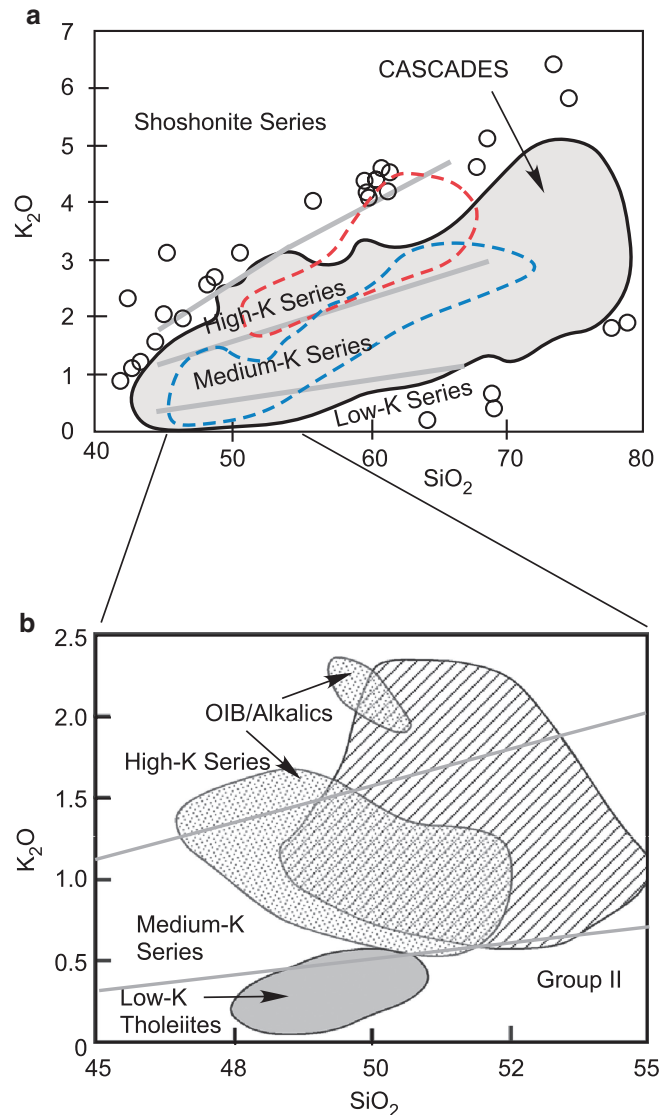 a
7
6
5
4
3
2
1
0
K2O
CASCADES
Shoshonite Series
High-K Series
Medium-K Series
Low-K Series
40
50
60
70
80
SiO2
b
2.5
2.0
1.5
1.0
0.5
0
K2O
OIB/Alkalics
High-K Series
Medium-K
Series
Low-K
Tholeiites
Group II
45
48
50
52
55
SiO2